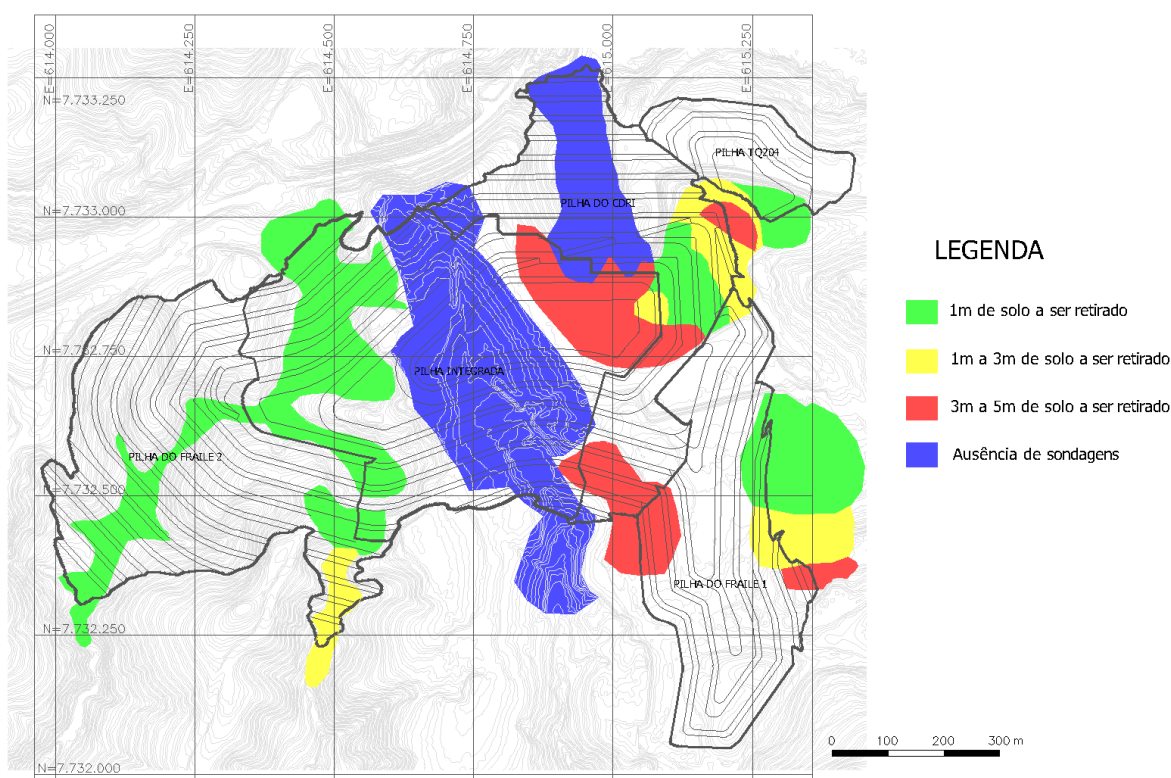 E=614.000
E=614.250
E=614.500
E=614.750
E=615.000
E=615.250
N=7.733.250
PILHA TQ204
PILHA DO CDRI
N=7.733.000
LEGENDA
1m de solo a ser retirado
N=7.732.750
1m a 3m de solo a ser retirado
PILHA INTEGRADA
3m a 5m de solo a ser retirado
PILHA DO FRAILE 2
Ausência de sondagens
N=7.732.500
PILHA DO FRAILE 1
N=7.732.250
0 100 200 300 m
N=7.732.000